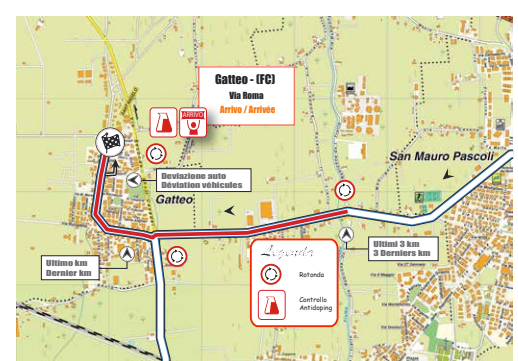 Gatteo - (FC)
Via Roma
Arrivo / Arrivée
ARRIVO
San Mauro Pascoli
Deviazione auto
Déviation véhicules
Gatteo
Ultimo km
Dernier km
Ultimi 3 km
3 Derniers km
Legenda
Rotonda
Controllo
Antidoping